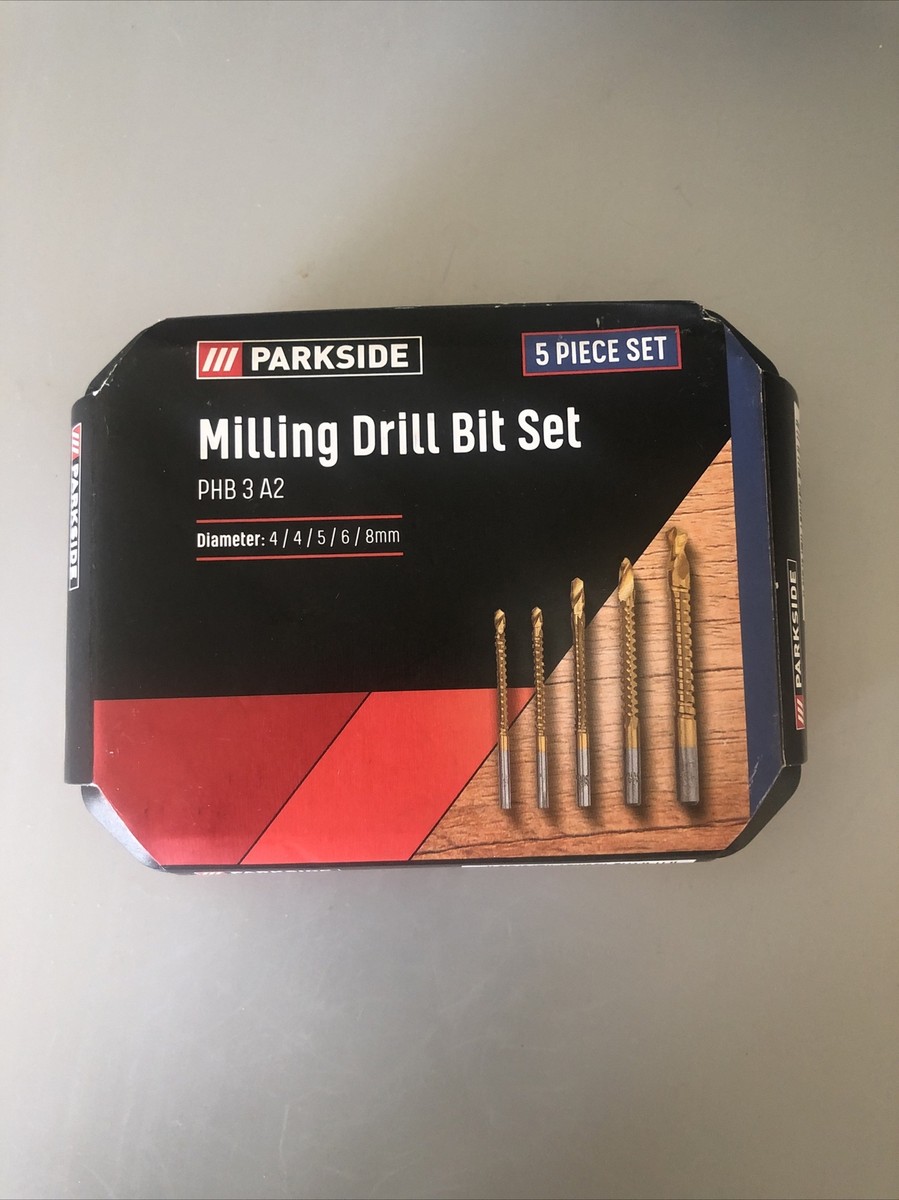 PARKSIDE
5 PIECE SET
Milling Drill Bit Set
PHB 3 A2
Diameter: 4 / 4 / 5 / 6 / 8mm
PARKSIDE
PARKSIDE
PARKSIDE